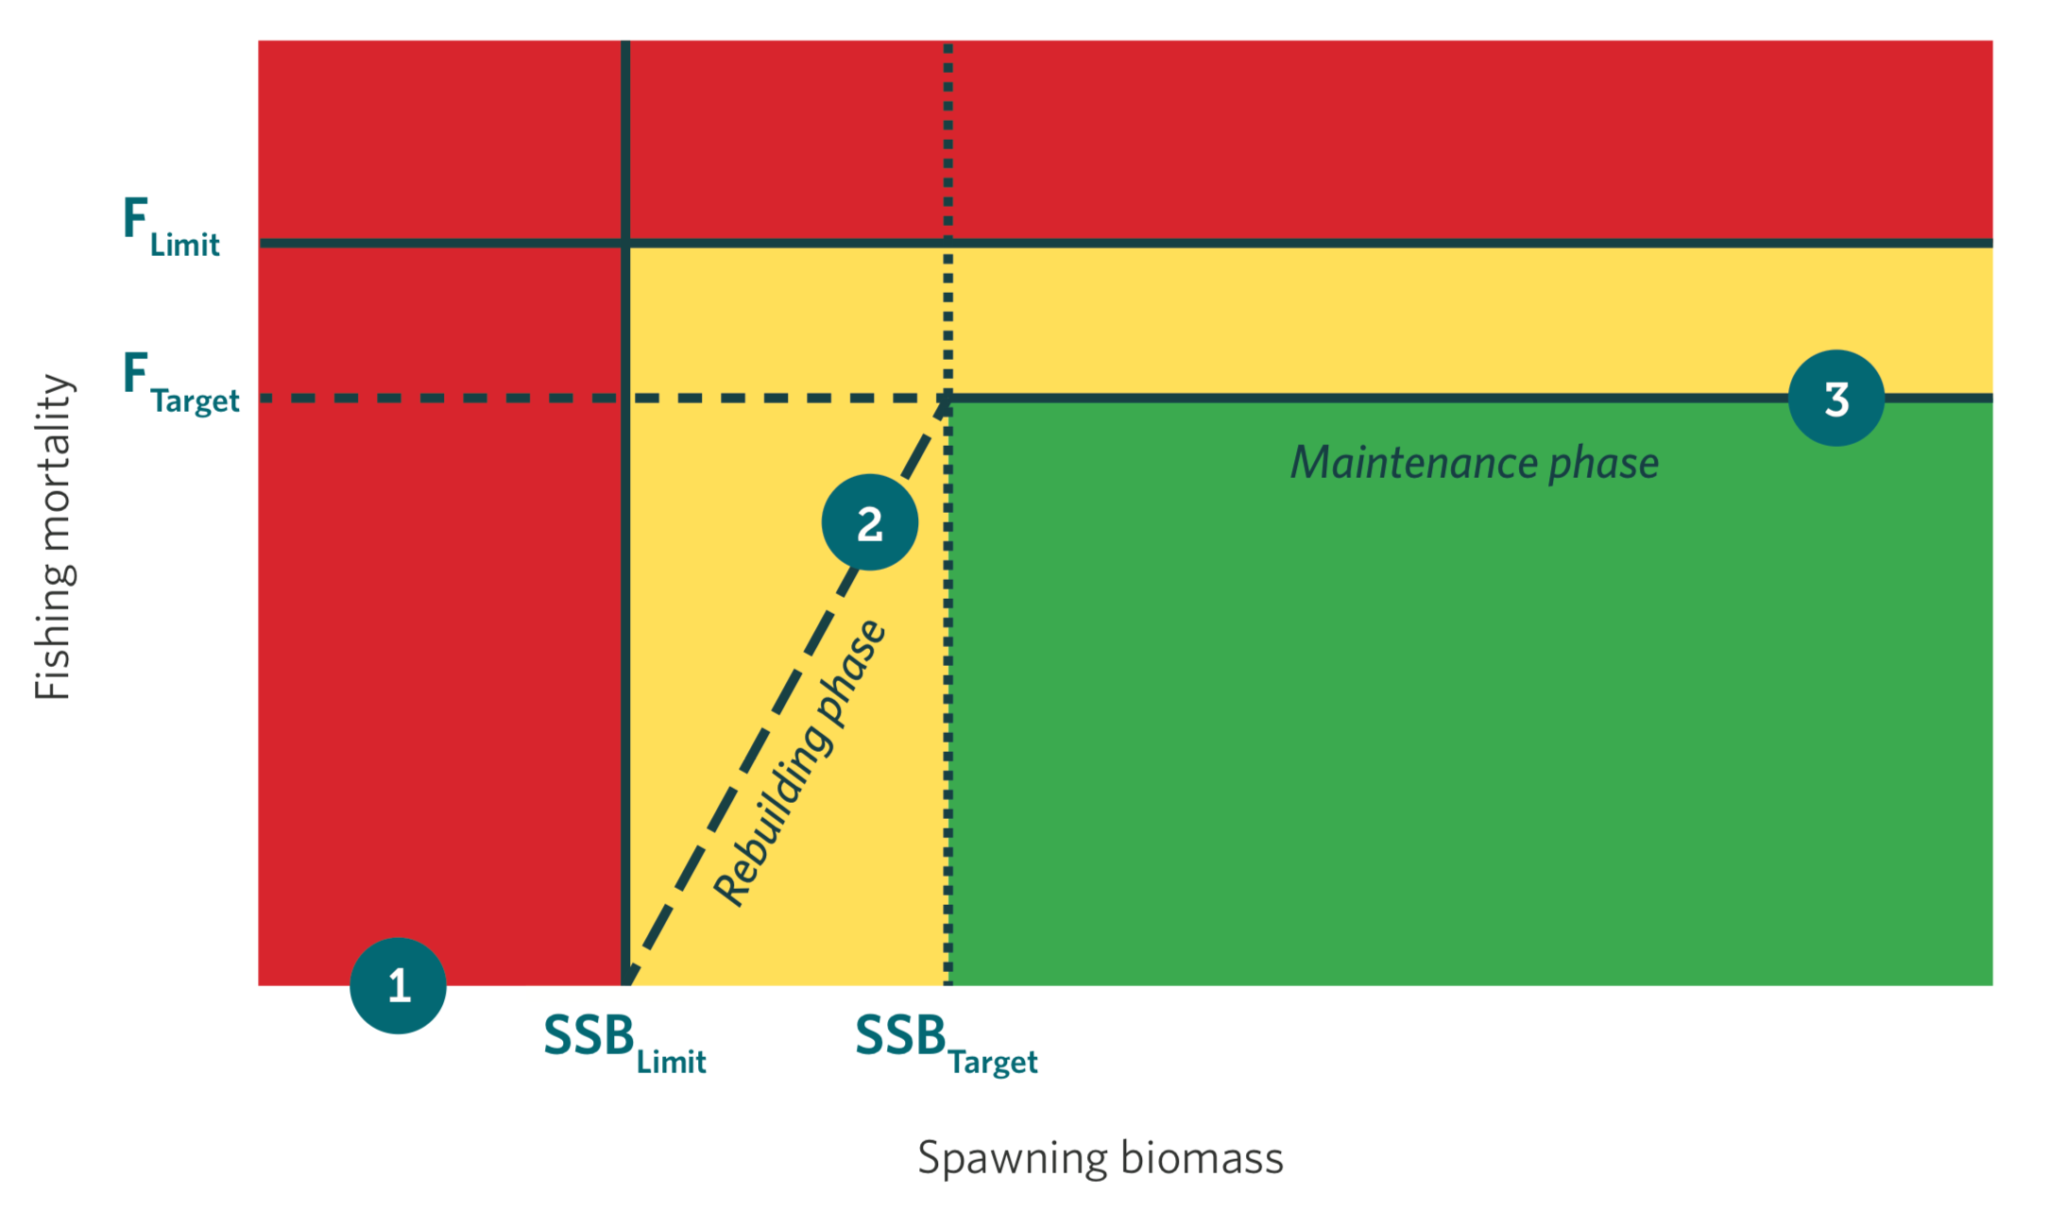 F Limit
F Target
Fishing mortality
3
Maintenance phase
2
Rebuilding phase
1
SSB Limit
SSB Target
Spawning biomass